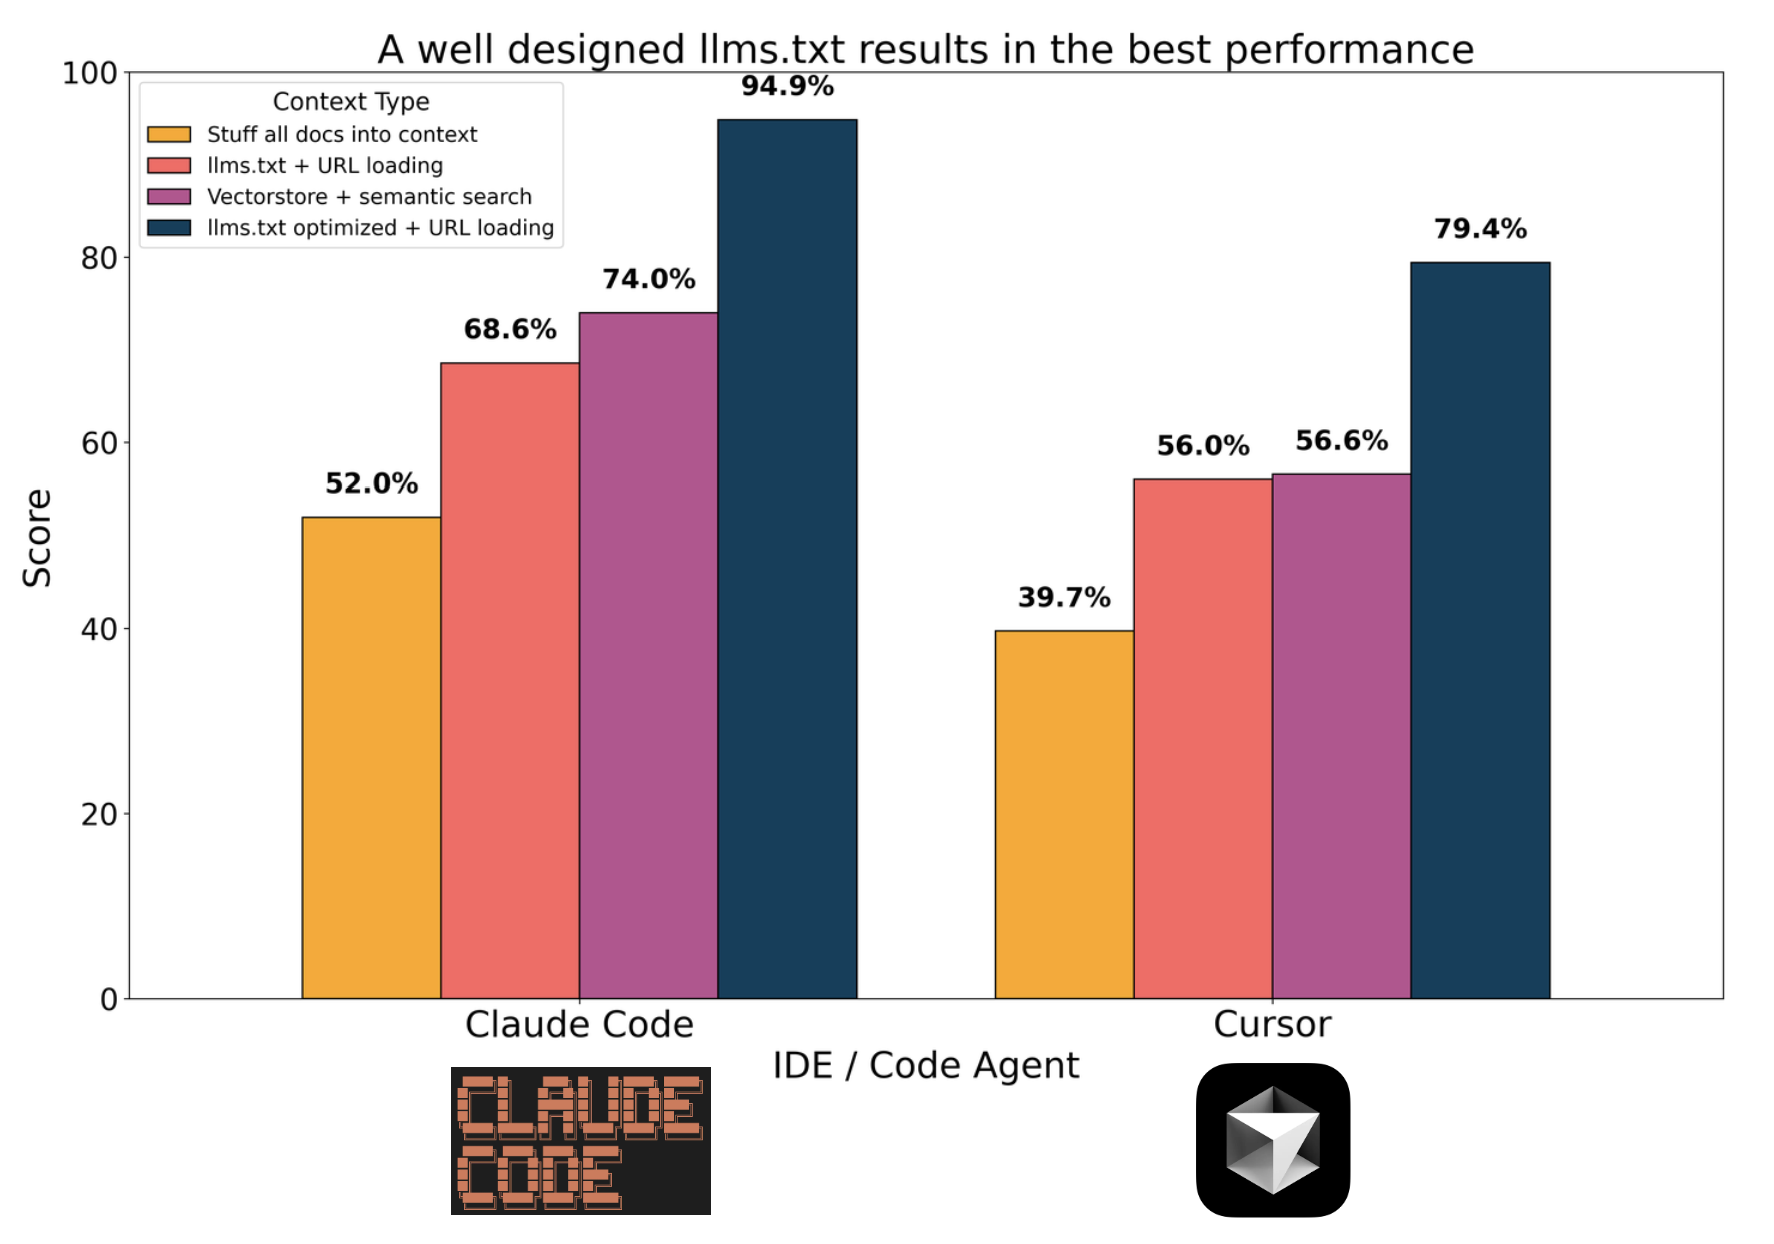 A well designed llms.txt results in the best performance
100
80
60
40
20
0
Score
Context Type
Stuff all docs into context
llms.txt + URL loading
Vectorstore + semantic search
llms.txt optimized + URL loading
52.0%
68.6%
74.0%
94.9%
39.7%
56.0%
56.6%
79.4%
Claude Code
Cursor
IDE / Code Agent
CLAUDE
CODE